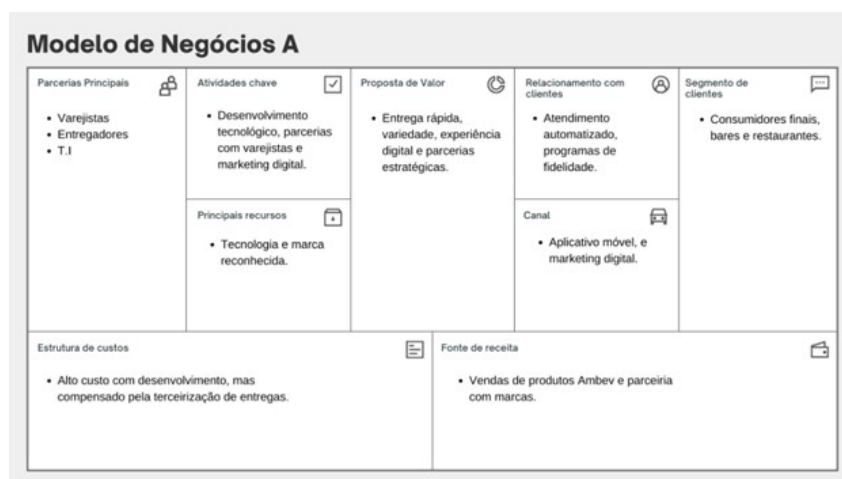 Modelo de Negócios A
Parcerias Principais
• Varejistas
• Entregadores
• T.I
Atividades chave
• Desenvolvimento
tecnológico, parcerias
com varejistas e
marketing digital.
Principais recursos
• Tecnologia e marca
reconhecida.
Proposta de Valor
• Entrega rápida,
variedade, experiência
digital e parcerias
estratégicas.
Relacionamento com
clientes
• Atendimento
automatizado,
programas de
fidelidade.
Canal
• Aplicativo móvel, e
marketing digital.
Segmento de
clientes
• Consumidores finais,
bares e restaurantes.
Estrutura de custos
• Alto custo com desenvolvimento, mas
compensado pela terceirização de entregas.
Fonte de receita
• Vendas de produtos Ambev e parceiria
com marcas.